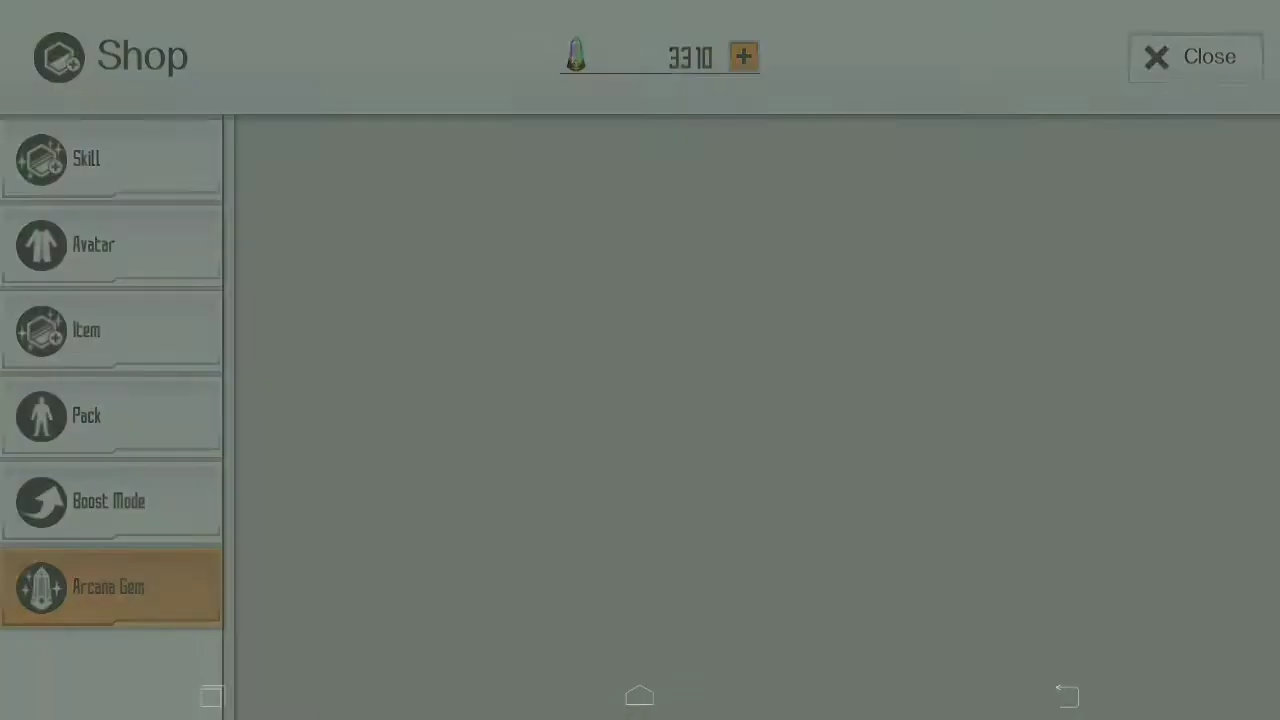 Shop
3310
Close
Skill
Avatar
Item
Pack
Boost Mode
Arcana Gem